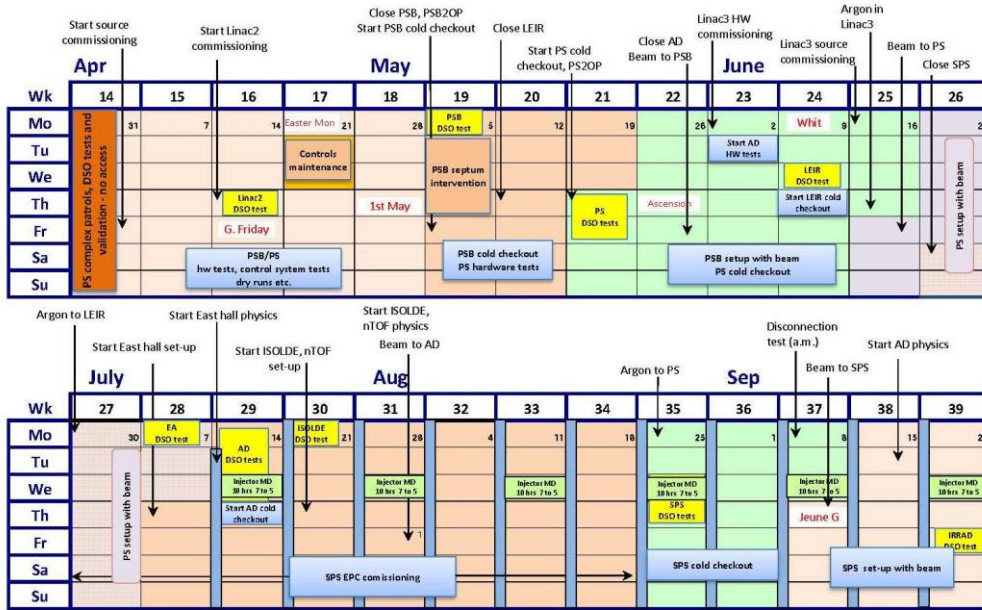 Start source
commissioning
Start Linac2
commissioning
Close PSB, PSB2OP
Start PSB cold checkout
Close LEIR
Start PS cold
checkout, PS2OP
Close AD
Beam to PSB
Linac3 HW
commissioning
Linac3 source
commissioning
Argon in
Linac3
Beam to PS
Close SPS
Apr May June
Wk 14 15 16 17 18 19 20 21 22 23 24 25 26
Mo 31 7 14 Easter Mon 21 28 PSB DSO test 5 12 19 26 2 Whit 9 16
Tu
We
Th
Fr
Sa
Su
PS complex patrols, DSO tests and
validation - no access
Controls
maintenance
Linac2
DSO test
G. Friday
1st May
PSB septum
intervention
PS
DSO tests
Ascension
Start AD
HW tests
LEIR
DSO test
Start LEIR cold
checkout
PS setup with beam
PSB/PS
hw tests, control system tests
dry runs etc.
PSB cold checkout
PS hardware tests
PSB setup with beam
PS cold checkout
Argon to LEIR
Start East hall set-up
Start East hall physics
Start ISOLDE, nTOF
set-up
Start ISOLDE,
nTOF physics
Beam to AD
Argon to PS
Disconnection
test (a.m.)
Beam to SPS
Start AD physics
July Aug Sep
Wk 27 28 29 30 31 32 33 34 35 36 37 38 39
Mo 30 EA DSO test 7 14 ISOLDE DSO test 21 28 4 11 18 25 1 8 15
Tu
We
Th
Fr 1
Sa
Su
PS setup with beam
AD
DSO tests
Injector MD
10 hrs 7 to 5
Start AD cold
checkout
Injector MD
10 hrs 7 to 5
Injector MD
10 hrs 7 to 5
Injector MD
10 hrs 7 to 5
SPS
DSO tests
Injector MD
10 hrs 7 to 5
Jeune G
Injector MD
10 hrs 7 to 5
IRRAD
DSO test
SPS EPC comissioning
SPS cold checkout
SPS set-up with beam